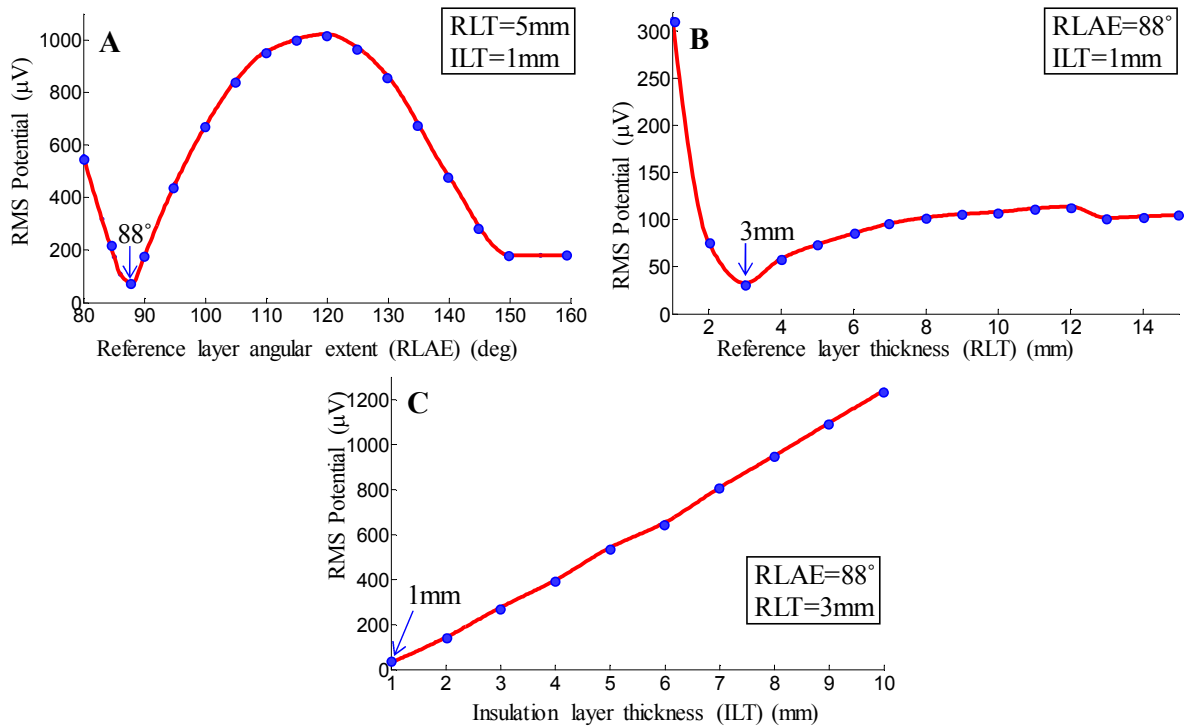 A
RLT=5mm
ILT=1mm
RMS Potential (µV)
1000
800
600
400
200
0
88°
80 90 100 110 120 130 140 150 160
Reference layer angular extent (RLAE) (deg)
B
RLAE=88°
ILT=1mm
RMS Potential (µV)
300
250
200
150
100
50
0
3mm
2 4 6 8 10 12 14
Reference layer thickness (RLT) (mm)
C
RMS Potential (µV)
1200
1000
800
600
400
200
0
1mm
RLAE=88°
RLT=3mm
1 2 3 4 5 6 7 8 9 10
Insulation layer thickness (ILT) (mm)